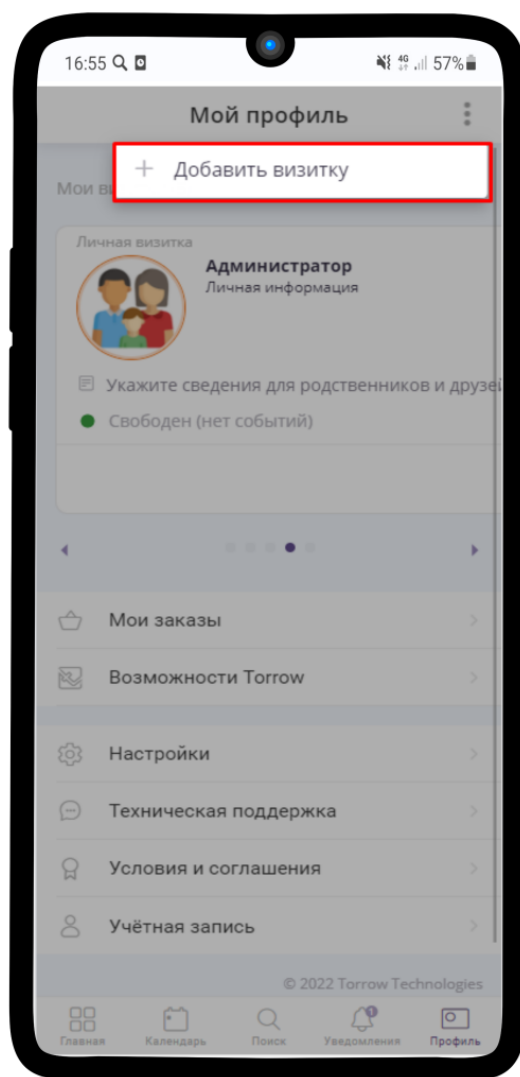 16:55
4G
57%
Мой профиль
Добавить визитку
Мои
Личная визитка
Администратор
Личная информация
Укажите сведения для родственников и друзей
Свободен (нет событий)
Мои заказы
Возможности Torrow
Настройки
Техническая поддержка
Условия и соглашения
Учётная запись
© 2022 Torrow Technologies
Главная
Календарь
Поиск
Уведомления
Профиль